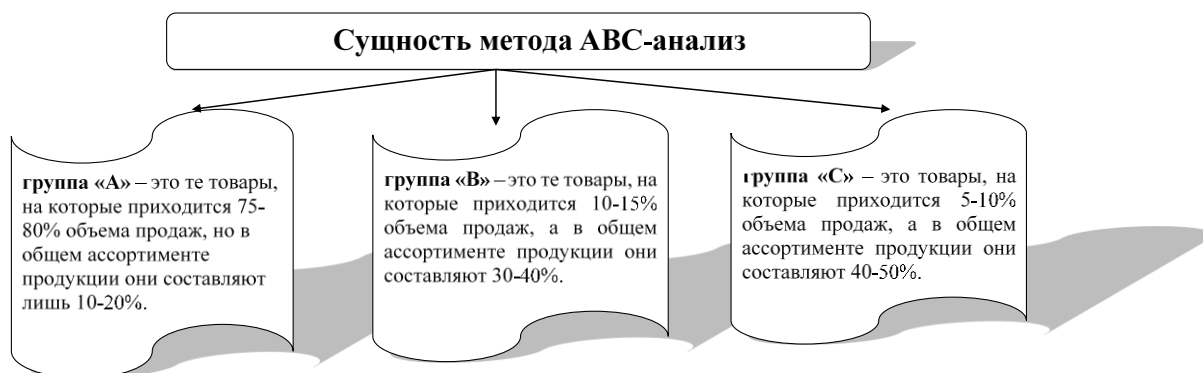 Сущность метода АВС-анализ
группа «А» – это те товары,
на которые приходится 75-
80% объема продаж, но в
общем ассортименте
продукции они составляют
лишь 10-20%.
группа «В» – это те товары, на
которые приходится 10-15%
объема продаж, а в общем
ассортименте продукции они
составляют 30-40%.
группа «С» – это товары, на
которые приходится 5-10%
объема продаж, а в общем
ассортименте продукции они
составляют 40-50%.